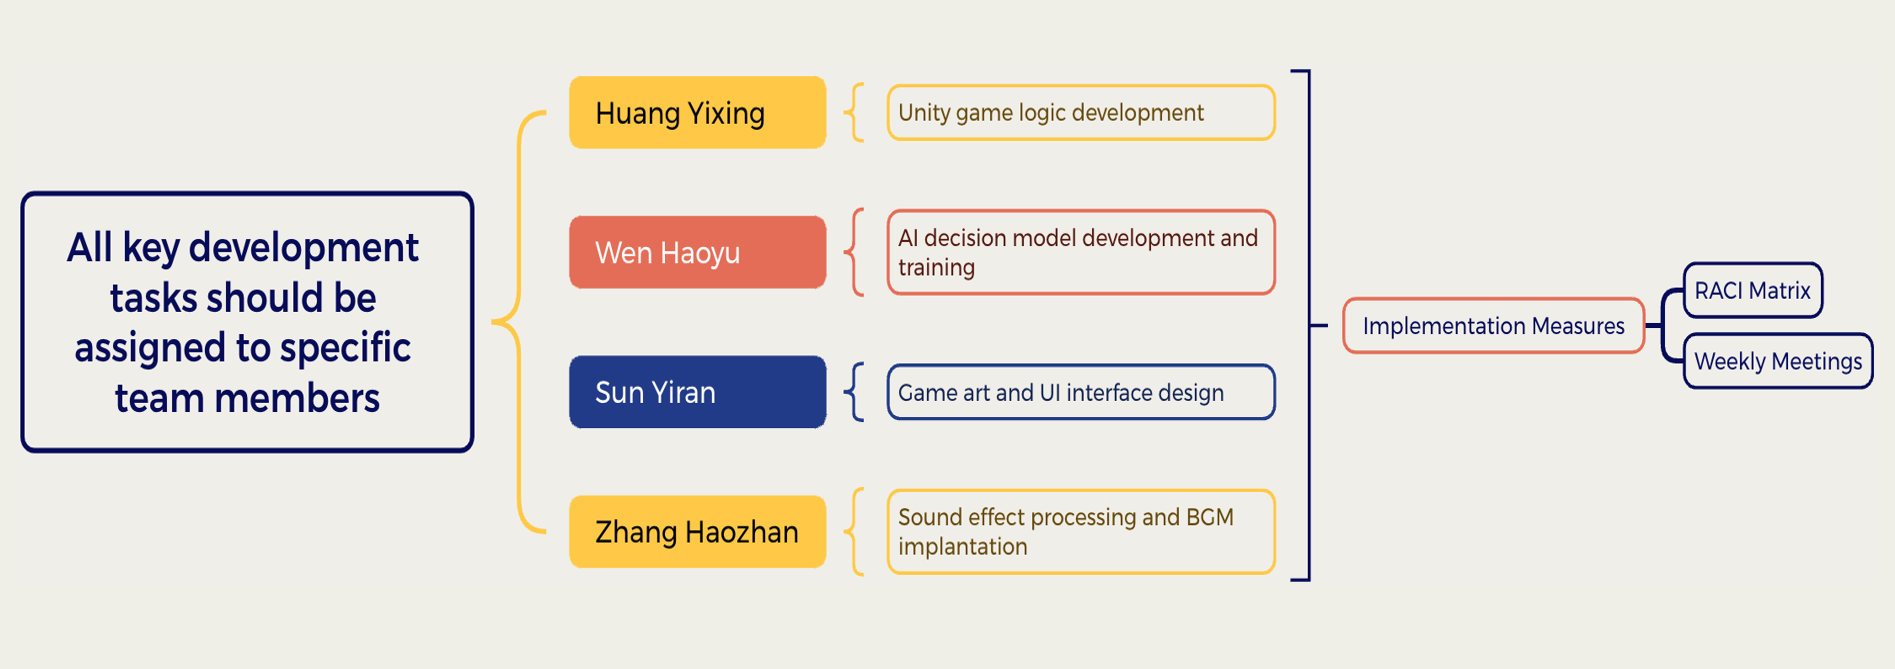 All key development
tasks should be
assigned to specific
team members
Huang Yixing
Unity game logic development
Wen Haoyu
AI decision model development and
training
Sun Yiran
Game art and UI interface design
Zhang Haozhan
Sound effect processing and BGM
implantation
Implementation Measures
RACI Matrix
Weekly Meetings